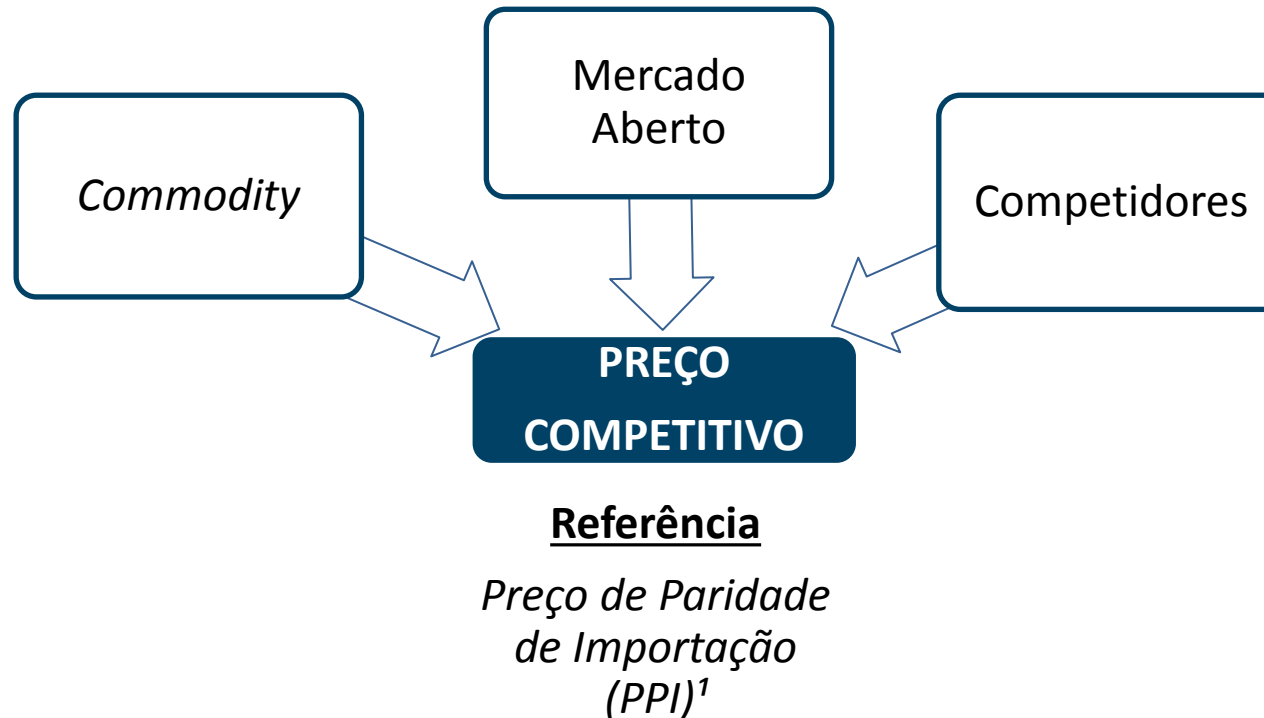 Commodity
Mercado
Aberto
Competidores
PREÇO
COMPETITIVO
Referência
Preço de Paridade
de Importação
(PPI)¹